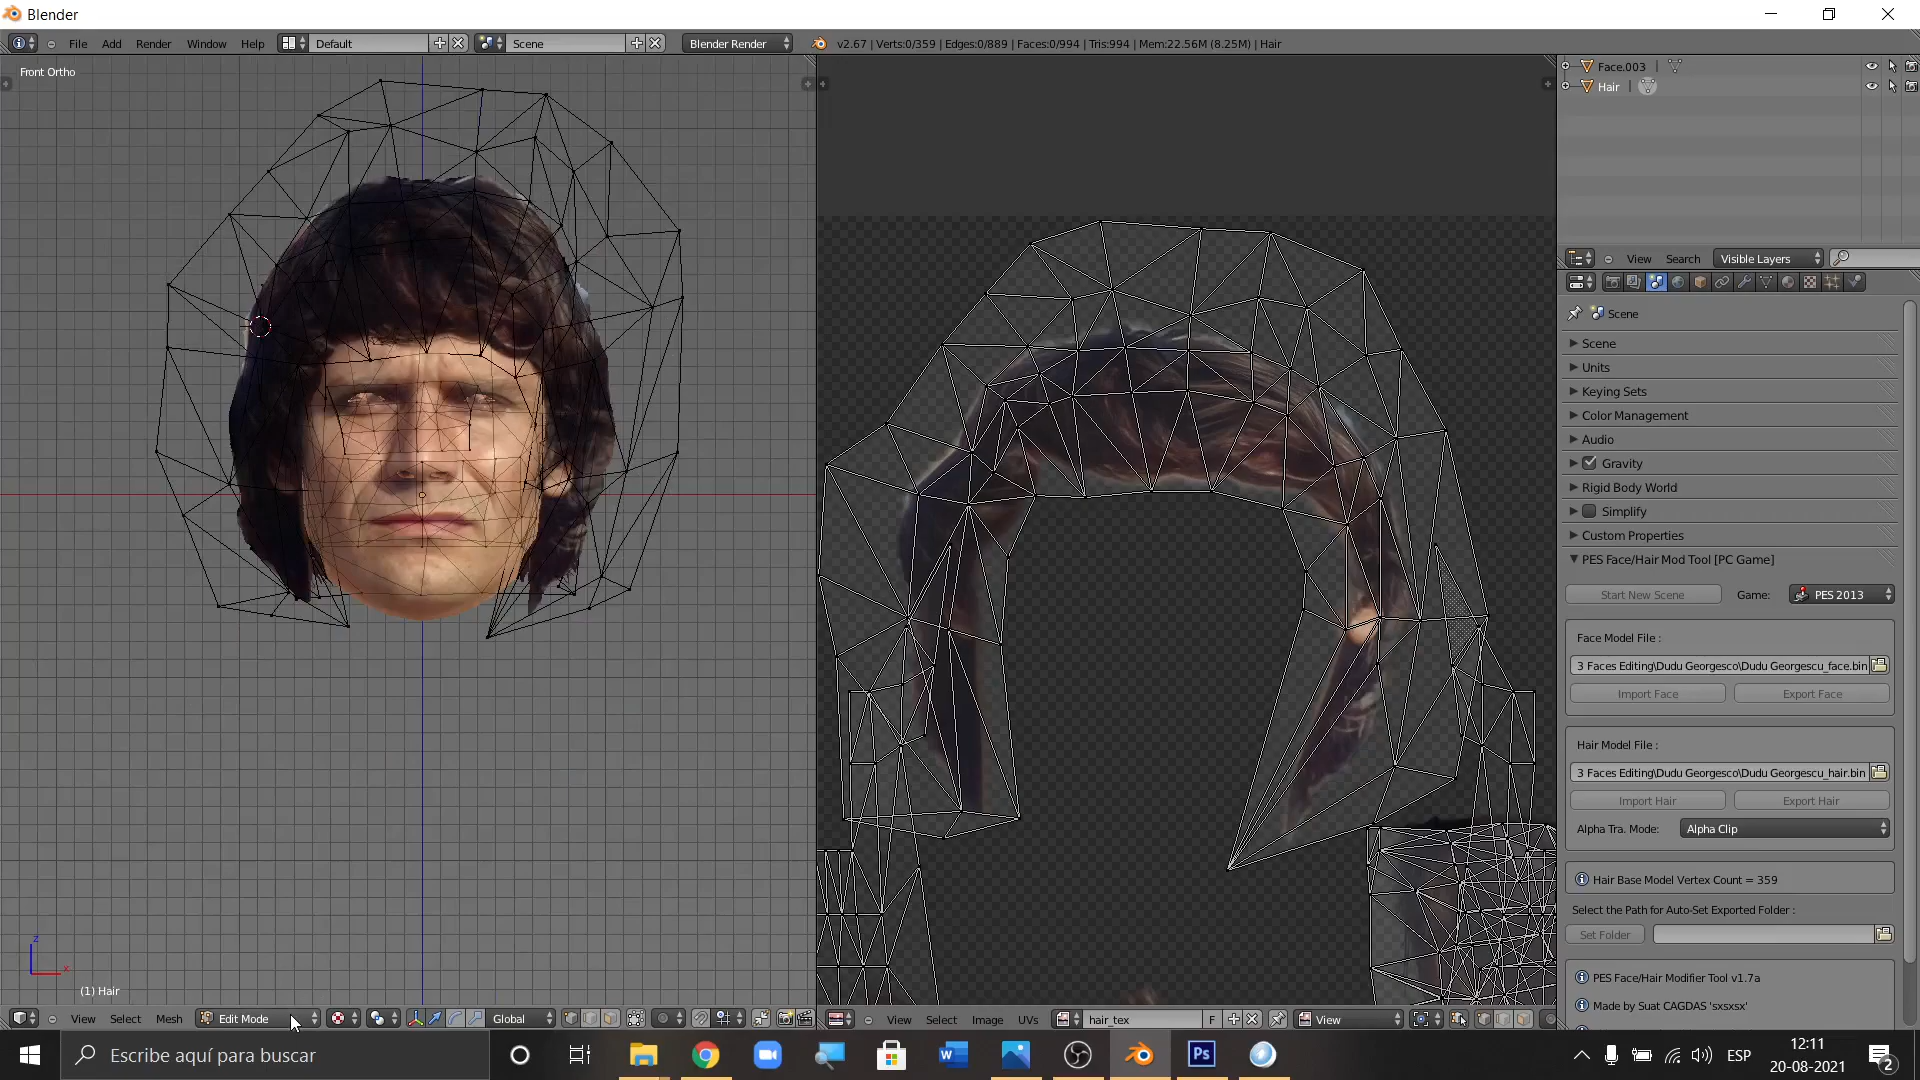 Blender
File Add Render Window Help Default Scene Blender Render v2.67 | Verts:0/359 | Edges:0/889 | Faces:0/994 | Tris:994 | Mem:22.56M (8.25M) | Hair
Front Ortho
Face.003
Hair
View Search Visible Layers
Scene
Scene
Units
Keying Sets
Color Management
Audio
Gravity
Rigid Body World
Simplify
Custom Properties
PES Face/Hair Mod Tool [PC Game]
Start New Scene Game: PES 2013
Face Model File :
3 Faces Editing\Dudu Georgesco\Dudu Georgescu_face.bin
Import Face Export Face
Hair Model File :
3 Faces Editing\Dudu Georgesco\Dudu Georgescu_hair.bin
Import Hair Export Hair
Alpha Tra. Mode: Alpha Clip
Hair Base Model Vertex Count = 359
Select the Path for Auto-Set Exported Folder :
Set Folder
PES Face/Hair Modifier Tool v1.7a
Made by Suat CAGDAS 'sxsxsx'
z
x
(1) Hair
View Select Mesh Edit Mode Global View Select Image UVs hair_tex F View
Escribe aquí para buscar
ESP
12:11
20-08-2021
2